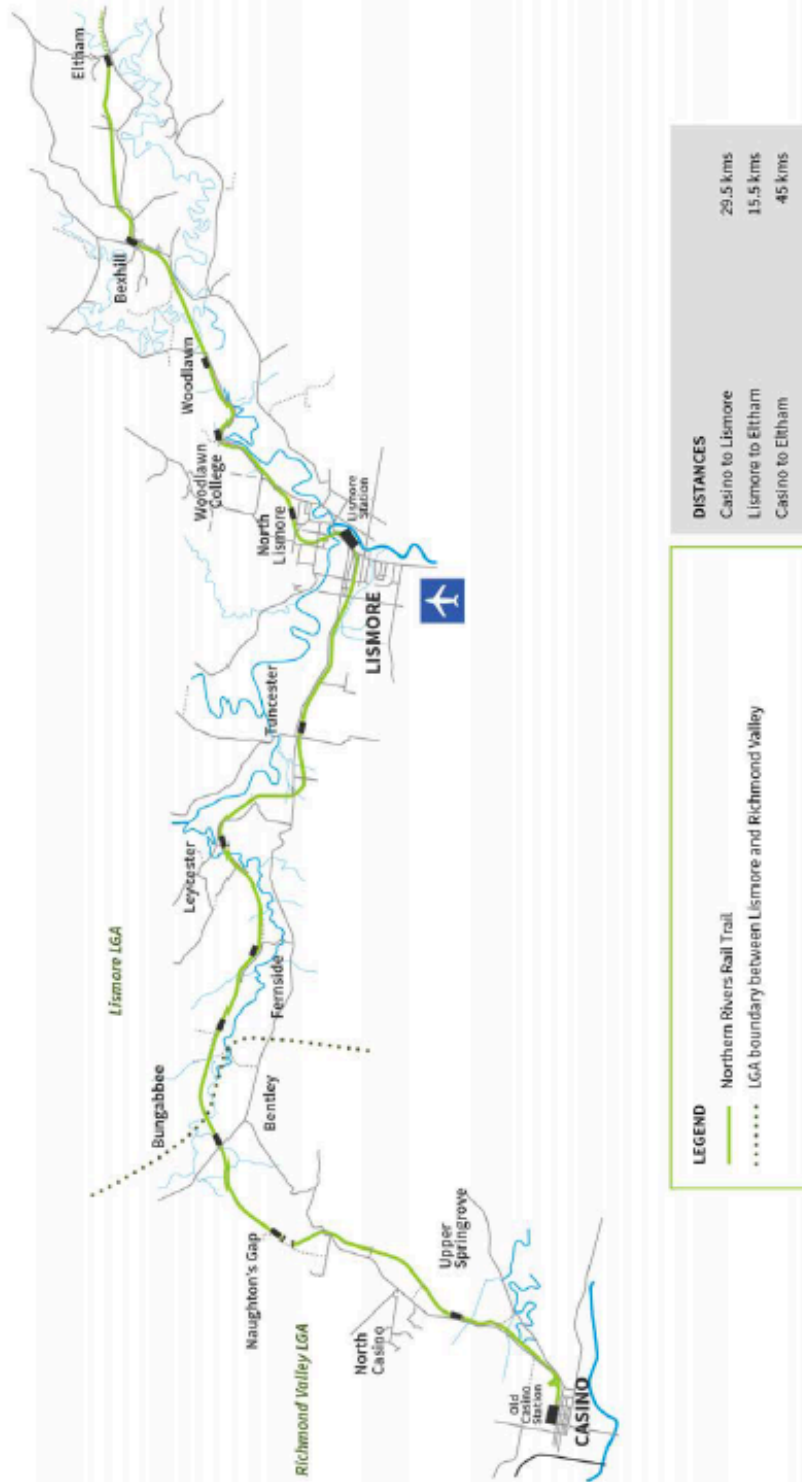 Eltham
Bexhill
Woodlawn
Woodlawn
College
North
Lismore
Lismore
Station
LISMORE
Tuncester
Leycester
Lismore LGA
Fernside
Bungabbee
Bentley
Naughton's Gap
Richmond Valley LGA
North
Casino
Upper
Springrove
Old
Casino
Station
CASINO
LEGEND
Northern Rivers Rail Trail
LGA boundary between Lismore and Richmond Valley
DISTANCES
Casino to Lismore 29.5 kms
Lismore to Eltham 15.5 kms
Casino to Eltham 45 kms